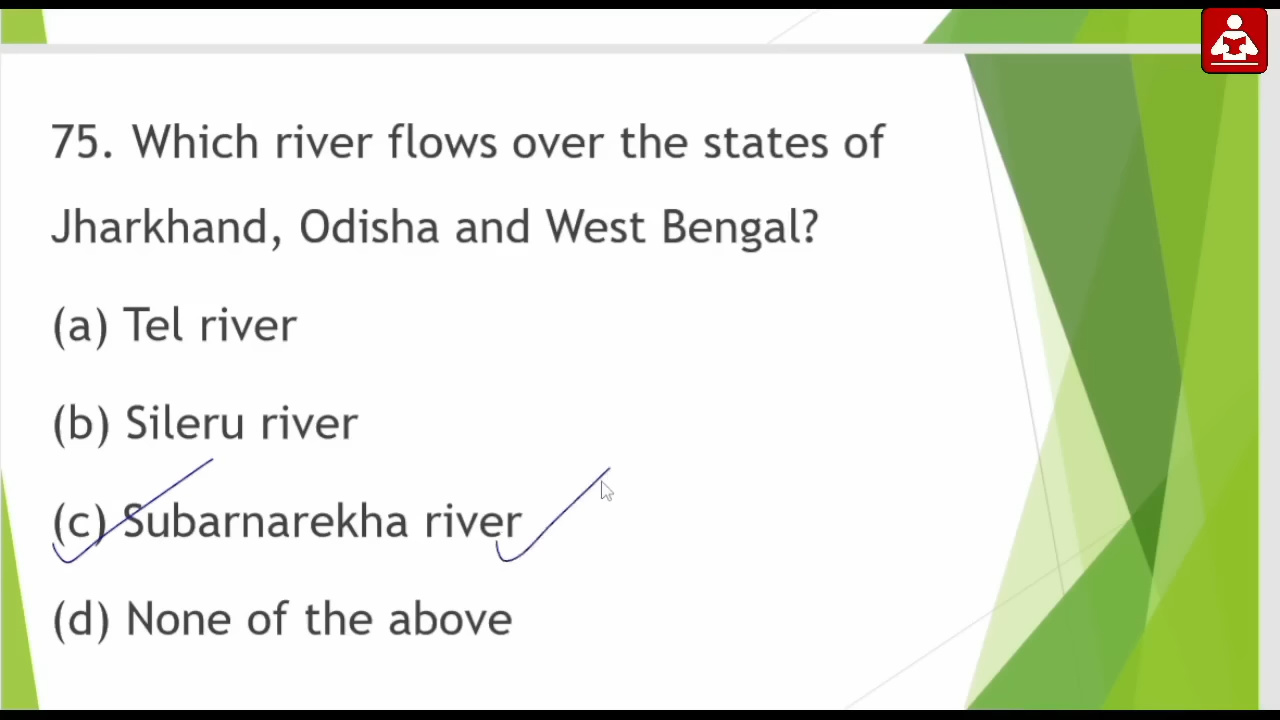 75. Which river flows over the states of
Jharkhand, Odisha and West Bengal?
(a) Tel river
(b) Sileru river
(c) Subarnarekha river
(d) None of the above